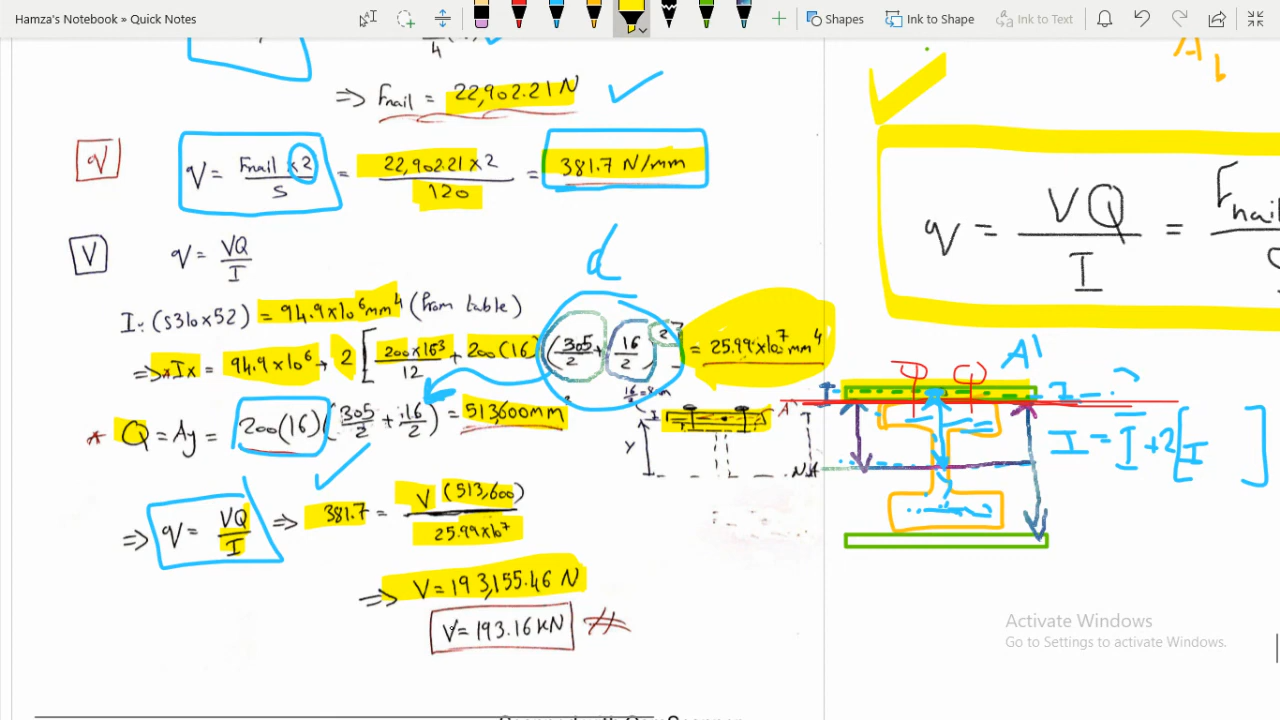 Hamza's Notebook » Quick Notes
Shapes
Ink to Shape
Ink to Text
4
=> Fnail = 22,902.21 N
q
q = Fnail x 2 / S = 22,902.21 x 2 / 120 = 381.7 N/mm
V
q = VQ / I
I: (S310x52) = 94.9x10^6 mm^4 (from table)
=> *Ix = 94.9x10^6 + 2 [ 200x16^3 / 12 + 200(16) (305/2 + 16/2)^2 ] = 25.99x10^7 mm^4
d
* Q = Ay = 200(16) (305/2 + 16/2) = 513,600mm
A'
Y
N.A
=> q = VQ / I => 381.7 = V (513,600) / 25.99x10^7
=> V = 193,155.46 N
V = 193.16 KN
Ab
q = VQ / I = Fnail
A'
I = I + 2[I ]
Activate Windows
Go to Settings to activate Windows.